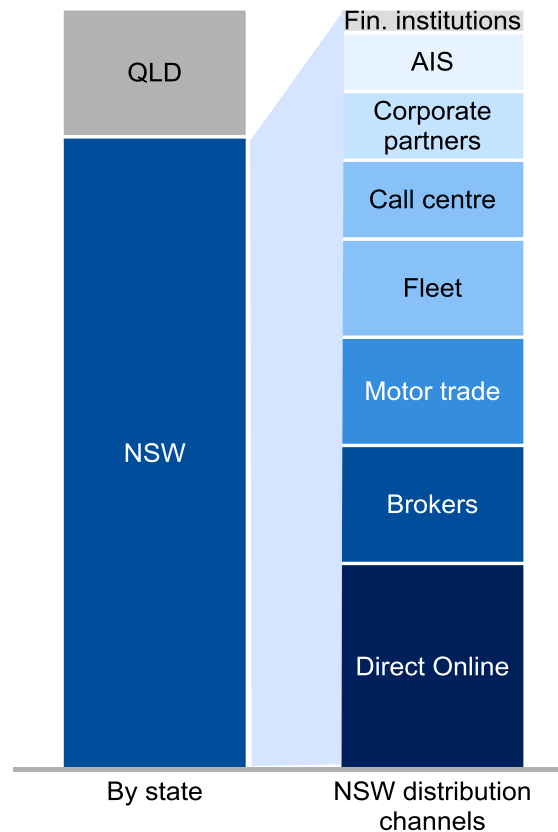 QLD
NSW
By state
Fin. institutions
AIS
Corporate
partners
Call centre
Fleet
Motor trade
Brokers
Direct Online
NSW distribution
channels